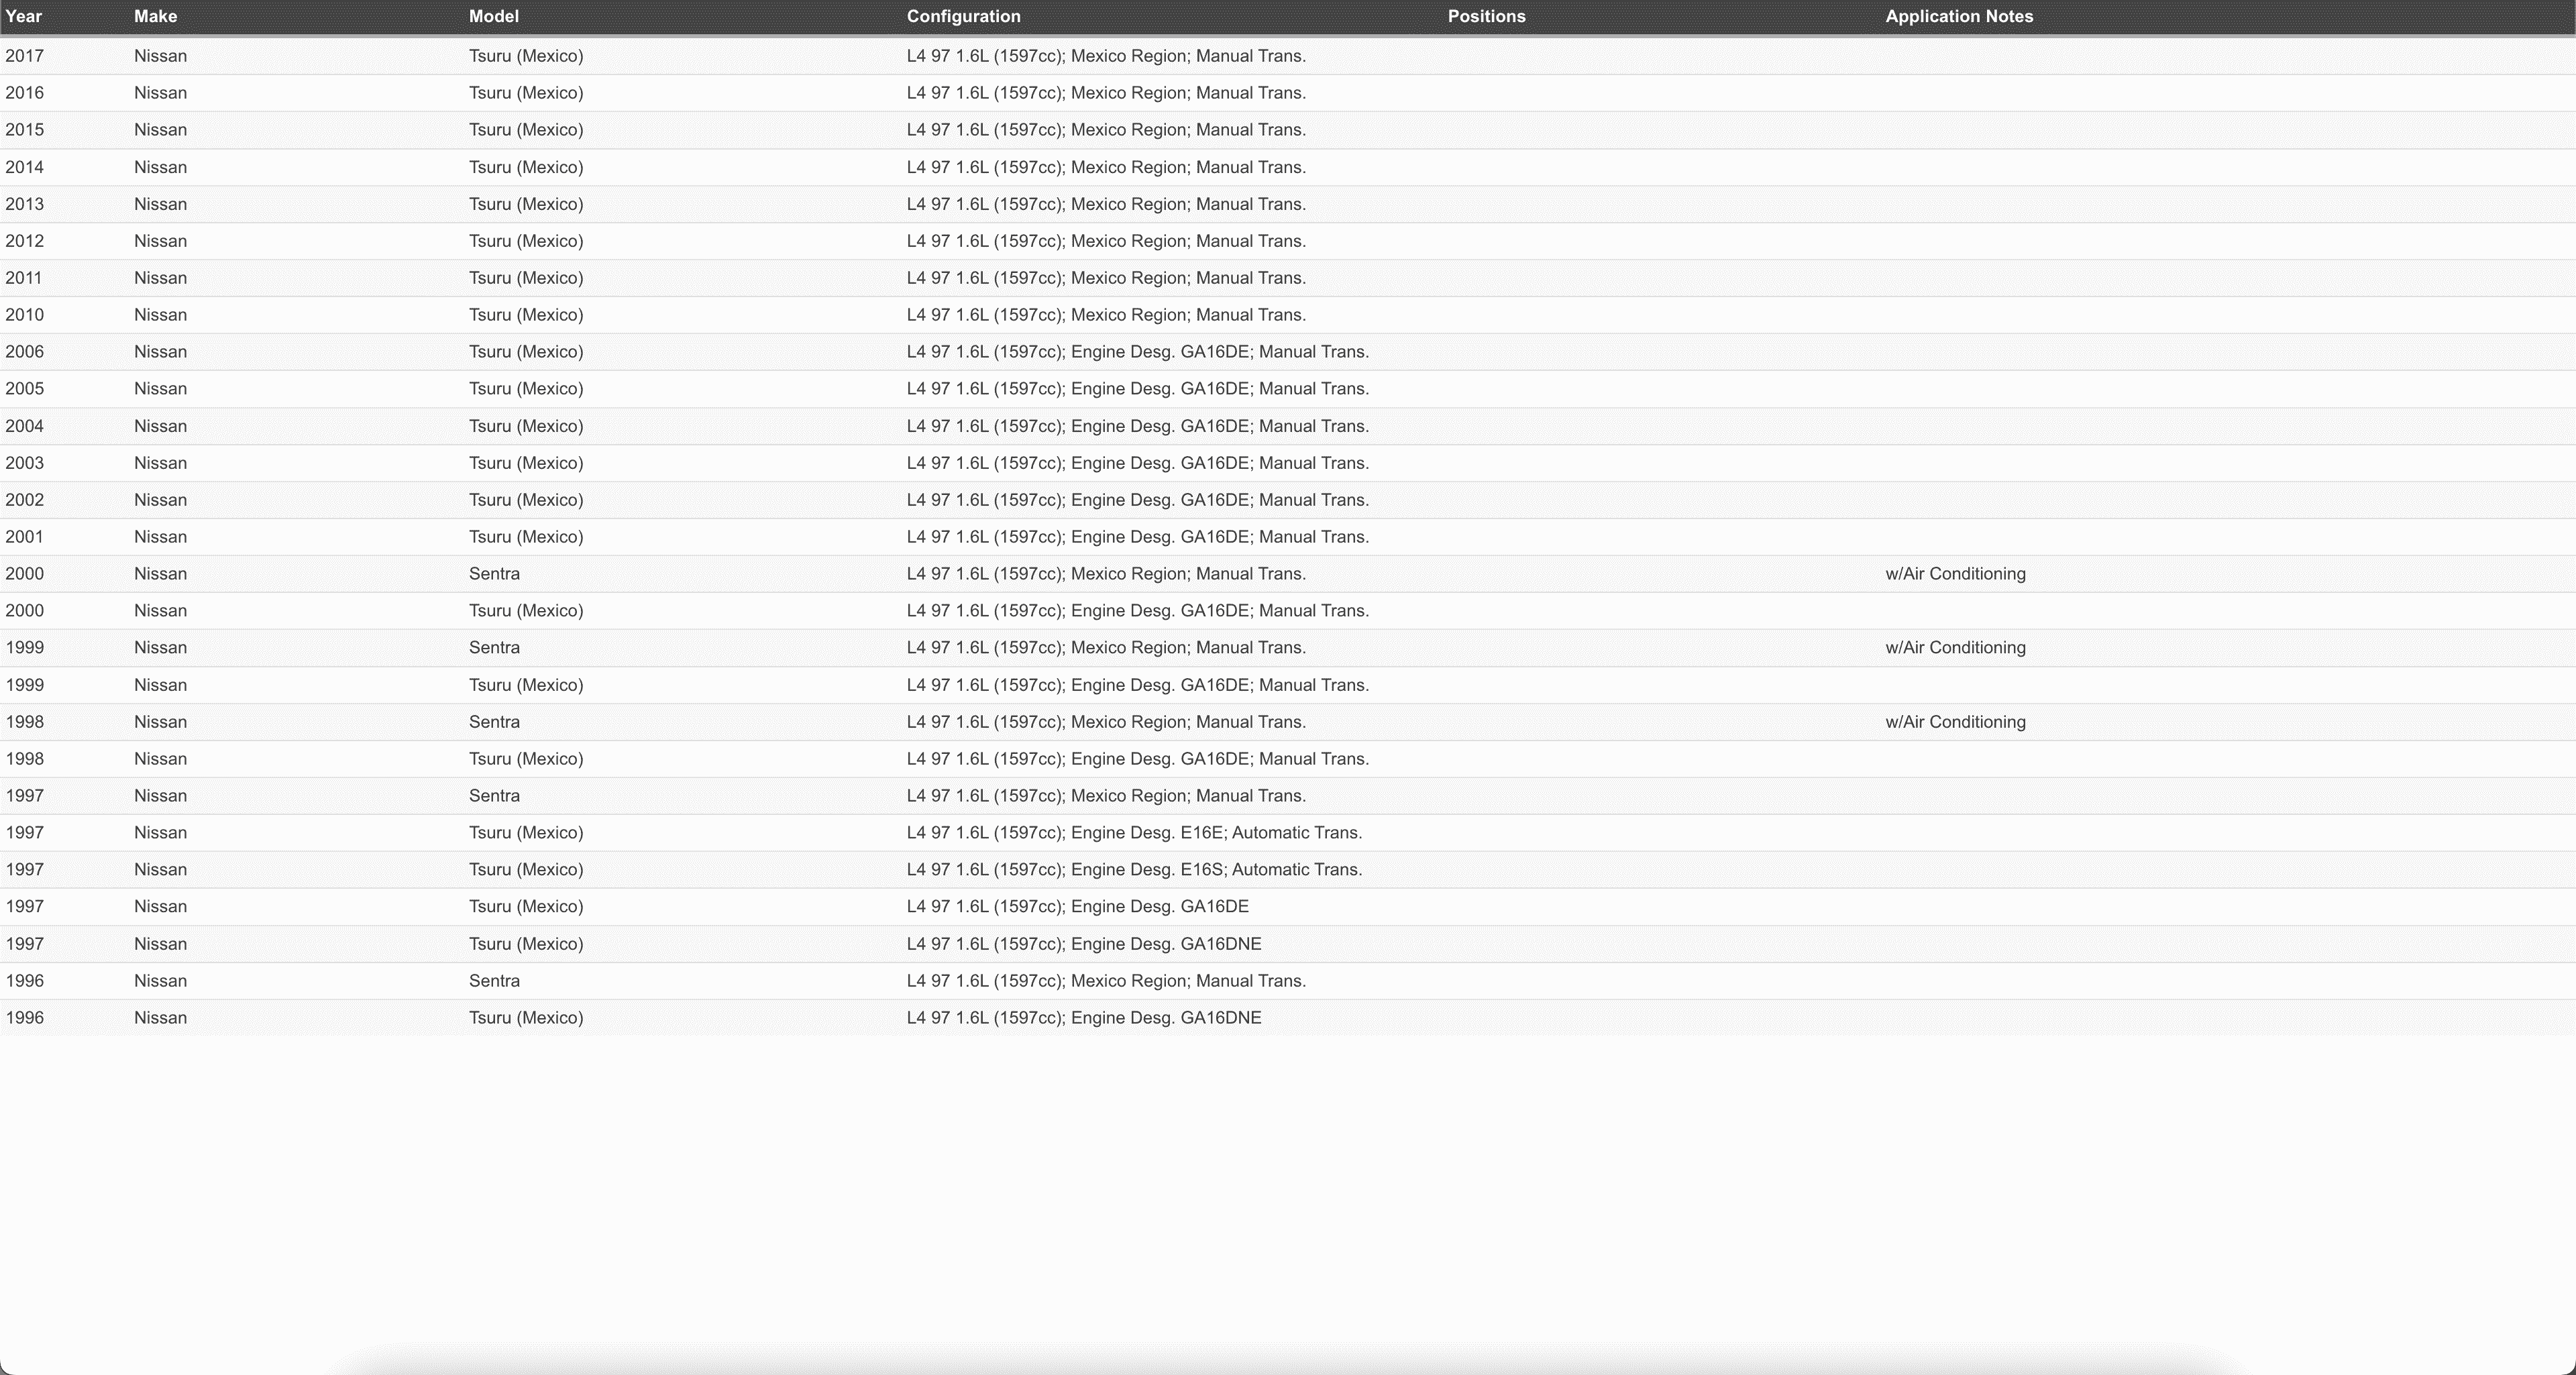 Year Make Model Configuration Positions Application Notes
2017 Nissan Tsuru (Mexico) L4 97 1.6L (1597cc); Mexico Region; Manual Trans.
2016 Nissan Tsuru (Mexico) L4 97 1.6L (1597cc); Mexico Region; Manual Trans.
2015 Nissan Tsuru (Mexico) L4 97 1.6L (1597cc); Mexico Region; Manual Trans.
2014 Nissan Tsuru (Mexico) L4 97 1.6L (1597cc); Mexico Region; Manual Trans.
2013 Nissan Tsuru (Mexico) L4 97 1.6L (1597cc); Mexico Region; Manual Trans.
2012 Nissan Tsuru (Mexico) L4 97 1.6L (1597cc); Mexico Region; Manual Trans.
2011 Nissan Tsuru (Mexico) L4 97 1.6L (1597cc); Mexico Region; Manual Trans.
2010 Nissan Tsuru (Mexico) L4 97 1.6L (1597cc); Mexico Region; Manual Trans.
2006 Nissan Tsuru (Mexico) L4 97 1.6L (1597cc); Engine Desg. GA16DE; Manual Trans.
2005 Nissan Tsuru (Mexico) L4 97 1.6L (1597cc); Engine Desg. GA16DE; Manual Trans.
2004 Nissan Tsuru (Mexico) L4 97 1.6L (1597cc); Engine Desg. GA16DE; Manual Trans.
2003 Nissan Tsuru (Mexico) L4 97 1.6L (1597cc); Engine Desg. GA16DE; Manual Trans.
2002 Nissan Tsuru (Mexico) L4 97 1.6L (1597cc); Engine Desg. GA16DE; Manual Trans.
2001 Nissan Tsuru (Mexico) L4 97 1.6L (1597cc); Engine Desg. GA16DE; Manual Trans.
2000 Nissan Sentra L4 97 1.6L (1597cc); Mexico Region; Manual Trans. w/Air Conditioning
2000 Nissan Tsuru (Mexico) L4 97 1.6L (1597cc); Engine Desg. GA16DE; Manual Trans.
1999 Nissan Sentra L4 97 1.6L (1597cc); Mexico Region; Manual Trans. w/Air Conditioning
1999 Nissan Tsuru (Mexico) L4 97 1.6L (1597cc); Engine Desg. GA16DE; Manual Trans.
1998 Nissan Sentra L4 97 1.6L (1597cc); Mexico Region; Manual Trans. w/Air Conditioning
1998 Nissan Tsuru (Mexico) L4 97 1.6L (1597cc); Engine Desg. GA16DE; Manual Trans.
1997 Nissan Sentra L4 97 1.6L (1597cc); Mexico Region; Manual Trans.
1997 Nissan Tsuru (Mexico) L4 97 1.6L (1597cc); Engine Desg. E16E; Automatic Trans.
1997 Nissan Tsuru (Mexico) L4 97 1.6L (1597cc); Engine Desg. E16S; Automatic Trans.
1997 Nissan Tsuru (Mexico) L4 97 1.6L (1597cc); Engine Desg. GA16DE
1997 Nissan Tsuru (Mexico) L4 97 1.6L (1597cc); Engine Desg. GA16DNE
1996 Nissan Sentra L4 97 1.6L (1597cc); Mexico Region; Manual Trans.
1996 Nissan Tsuru (Mexico) L4 97 1.6L (1597cc); Engine Desg. GA16DNE